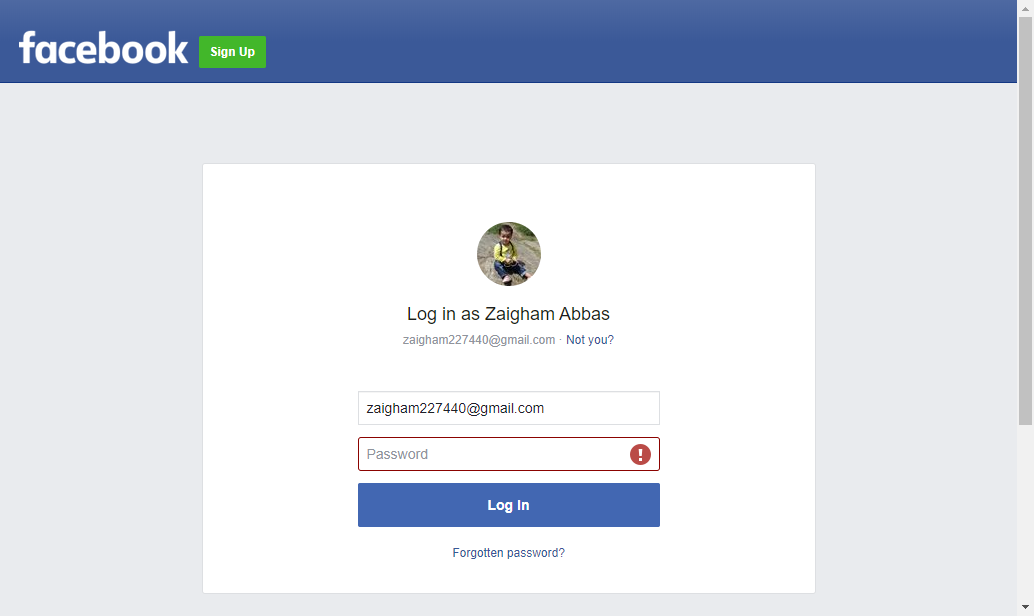 facebook Sign Up
Log in as Zaigham Abbas
zaigham227440@gmail.com · Not you?
zaigham227440@gmail.com
Password
Log In
Forgotten password?